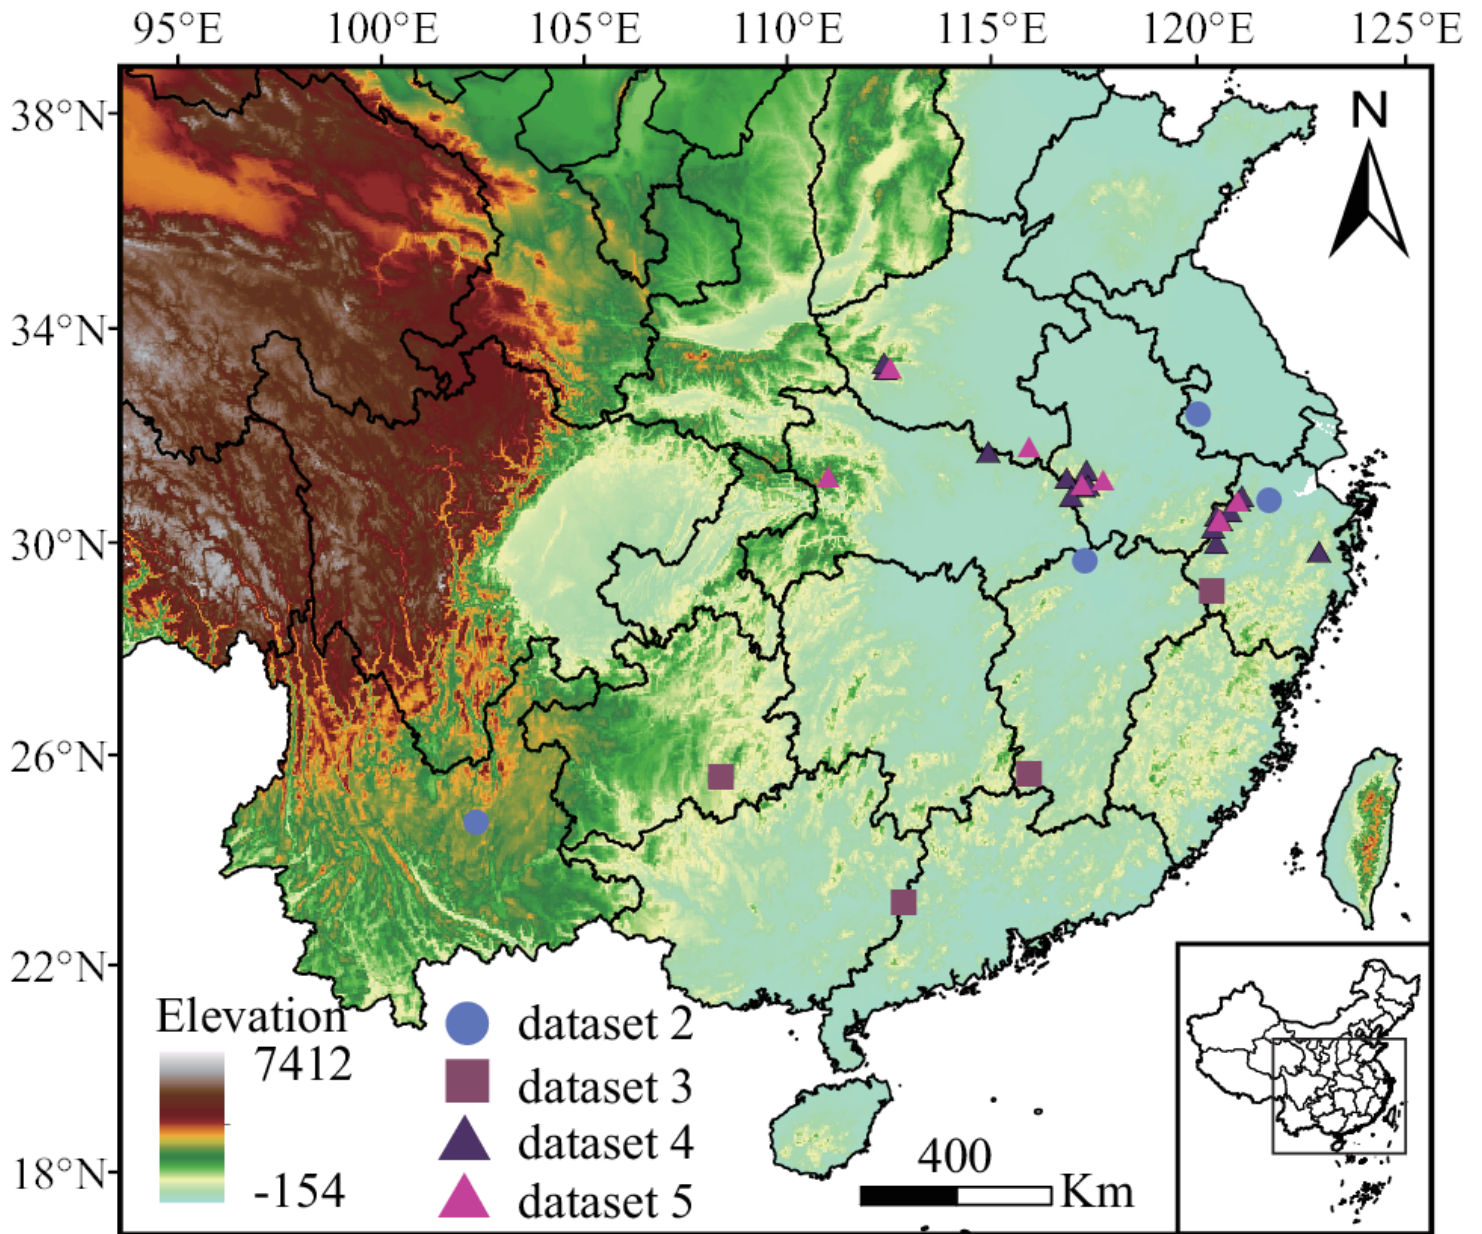 95°E 100°E 105°E 110°E 115°E 120°E 125°E
38°N
N
34°N
30°N
26°N
22°N
18°N
Elevation
7412
-154
dataset 2
dataset 3
dataset 4
dataset 5
400
Km